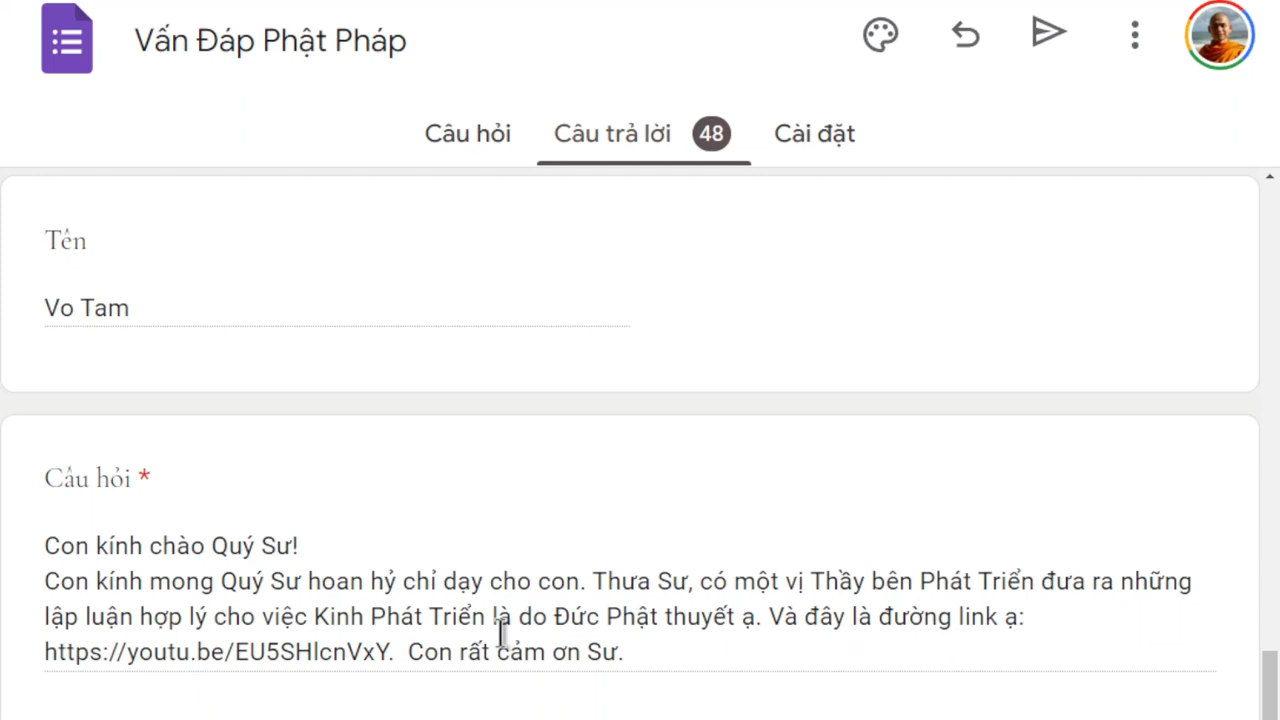 Vấn Đáp Phật Pháp
Câu hỏi
Câu trả lời 48
Cài đặt
Tên
Vo Tam
Câu hỏi *
Con kính chào Quý Sư!
Con kính mong Quý Sư hoan hỷ chỉ dạy cho con. Thưa Sư, có một vị Thầy bên Phát Triển đưa ra những
lập luận hợp lý cho việc Kinh Phát Triển là do Đức Phật thuyết ạ. Và đây là đường link ạ:
https://youtu.be/EU5SHlcnVxY. Con rất cảm ơn Sư.